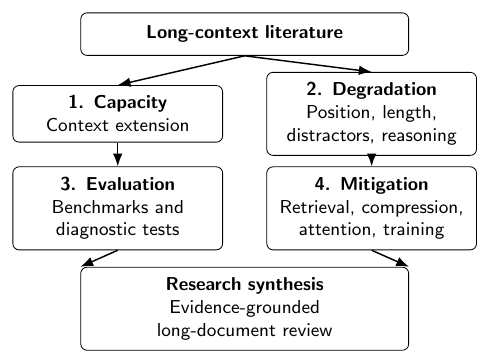 Long-context literature
1. Capacity
Context extension
2. Degradation
Position, length,
distractors, reasoning
3. Evaluation
Benchmarks and
diagnostic tests
4. Mitigation
Retrieval, compression,
attention, training
Research synthesis
Evidence-grounded
long-document review